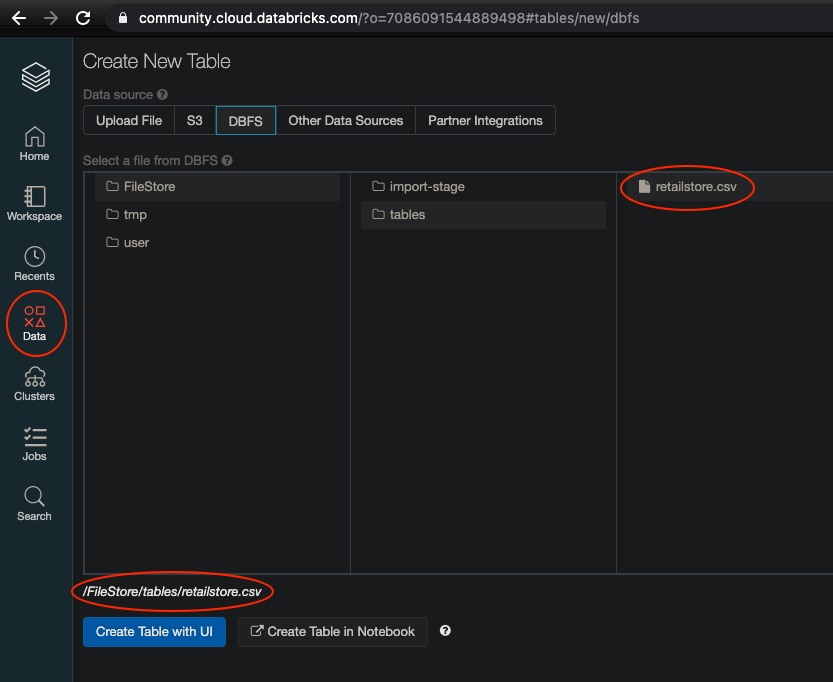 community.cloud.databricks.com/?o=7086091544889498#tables/new/dbfs
Home
Workspace
Recents
Data
Clusters
Jobs
Search
Create New Table
Data source ?
Upload File S3 DBFS Other Data Sources Partner Integrations
Select a file from DBFS ?
FileStore
tmp
user
import-stage
tables
retailstore.csv
/FileStore/tables/retailstore.csv
Create Table with UI Create Table in Notebook ?